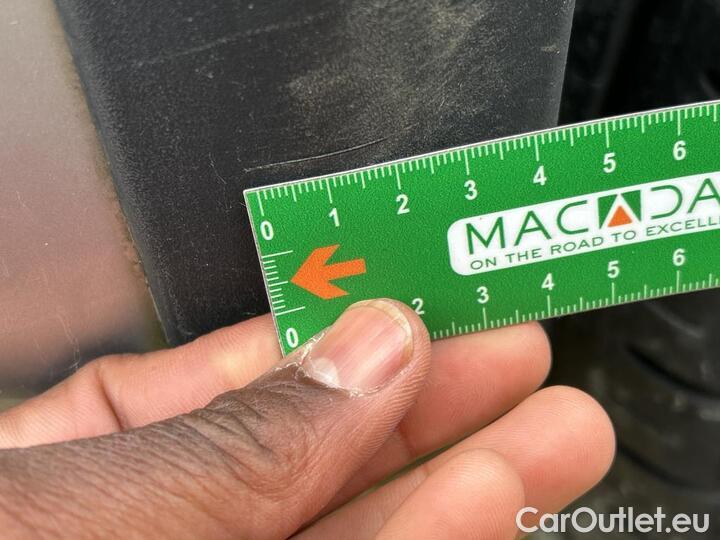 0 1 2 3 4 5 6
MACADA
ON THE ROAD TO EXCELL
0 2 3 4 5 6
CarOutlet.eu